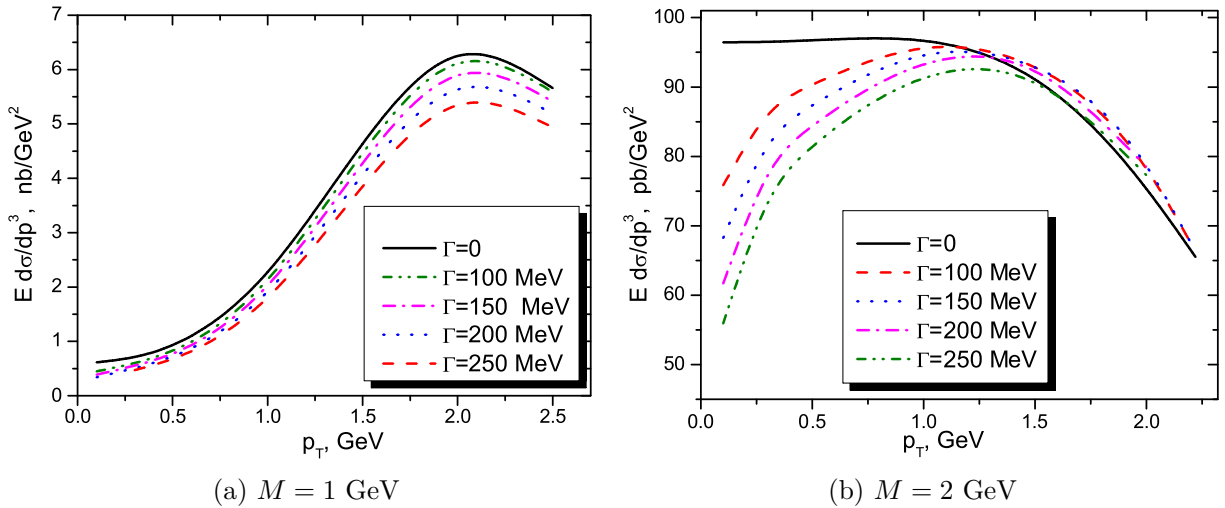 7
6
5
4
3
2
1
0
E dσ/dp³, nb/GeV²
0.0 0.5 1.0 1.5 2.0 2.5
p_T, GeV
Γ=0
Γ=100 MeV
Γ=150 MeV
Γ=200 MeV
Γ=250 MeV
(a) M = 1 GeV
100
90
80
70
60
50
E dσ/dp³, pb/GeV²
0.0 0.5 1.0 1.5 2.0
p_T, GeV
Γ=0
Γ=100 MeV
Γ=150 MeV
Γ=200 MeV
Γ=250 MeV
(b) M = 2 GeV